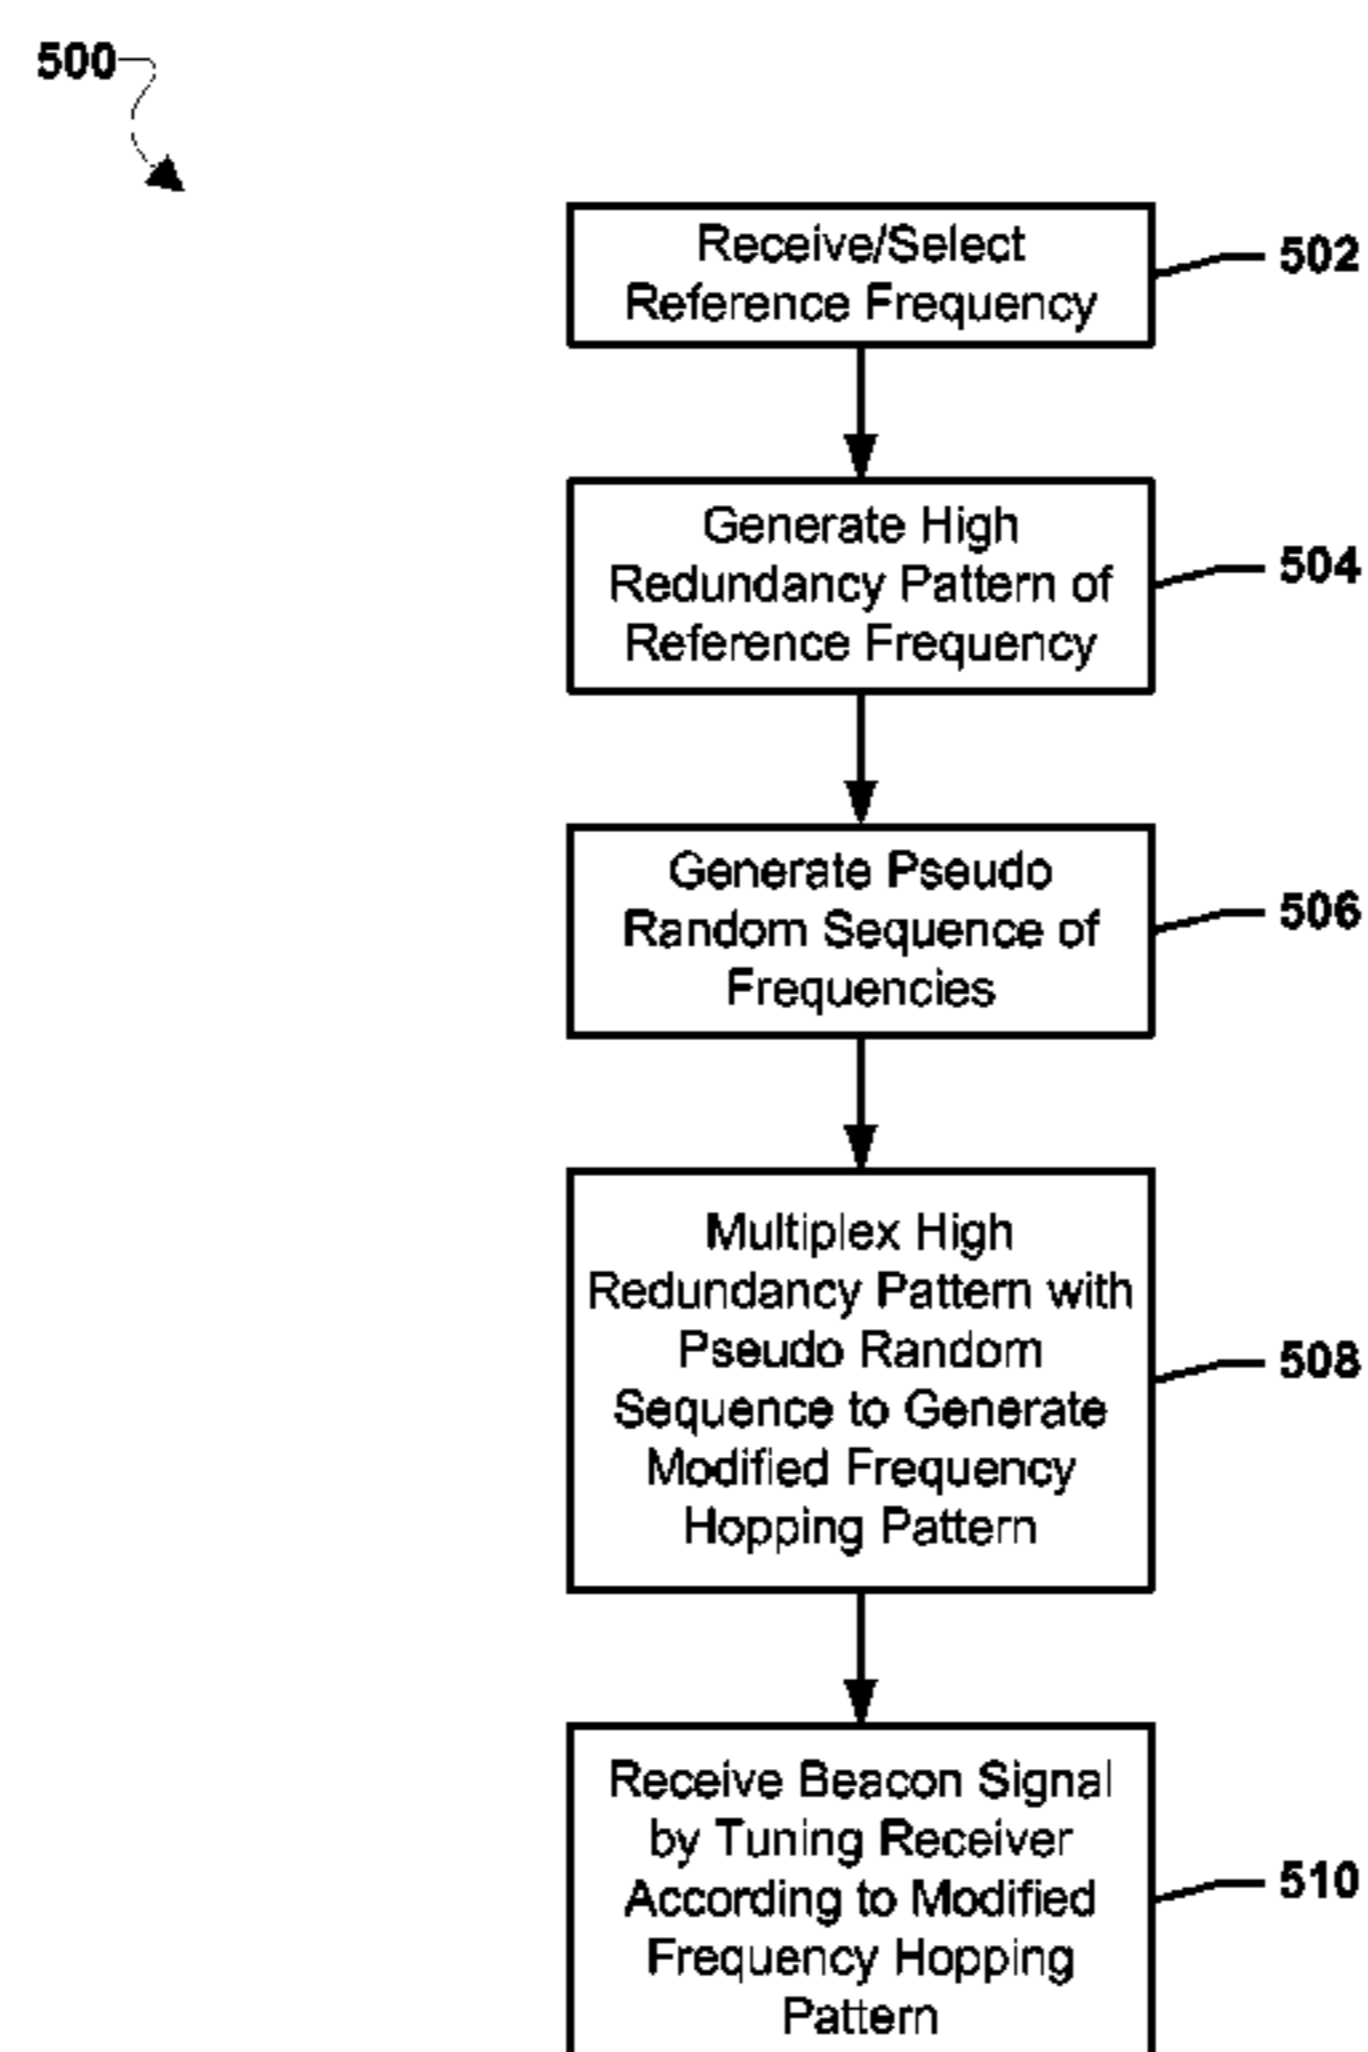 500
Receive/Select
Reference Frequency
502
Generate High
Redundancy Pattern of
Reference Frequency
504
Generate Pseudo
Random Sequence of
Frequencies
506
Multiplex High
Redundancy Pattern with
Pseudo Random
Sequence to Generate
Modified Frequency
Hopping Pattern
508
Receive Beacon Signal
by Tuning Receiver
According to Modified
Frequency Hopping
Pattern
510